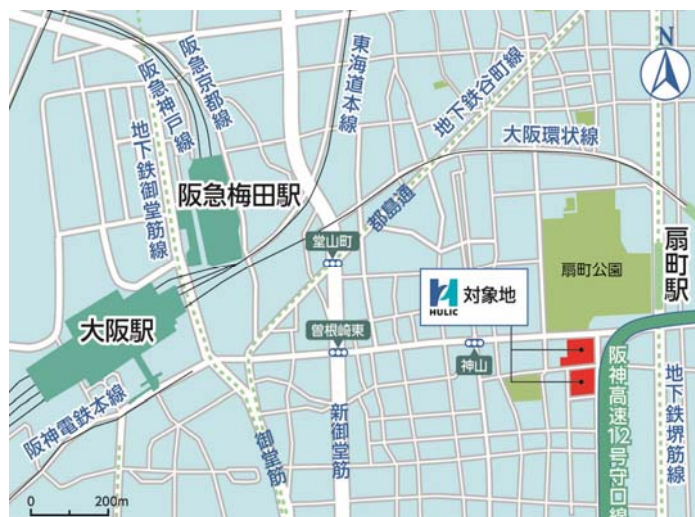 N
阪急神戸線
阪急京都線
地下鉄御堂筋線
東海道本線
地下鉄谷町線
大阪環状線
阪急梅田駅
都島通
堂山町
扇町公園
扇町駅
HULIC
対象地
大阪駅
曽根崎東
神山
阪神電鉄本線
御堂筋
新御堂筋
阪神高速12号守口線
地下鉄堺筋線
0 200m